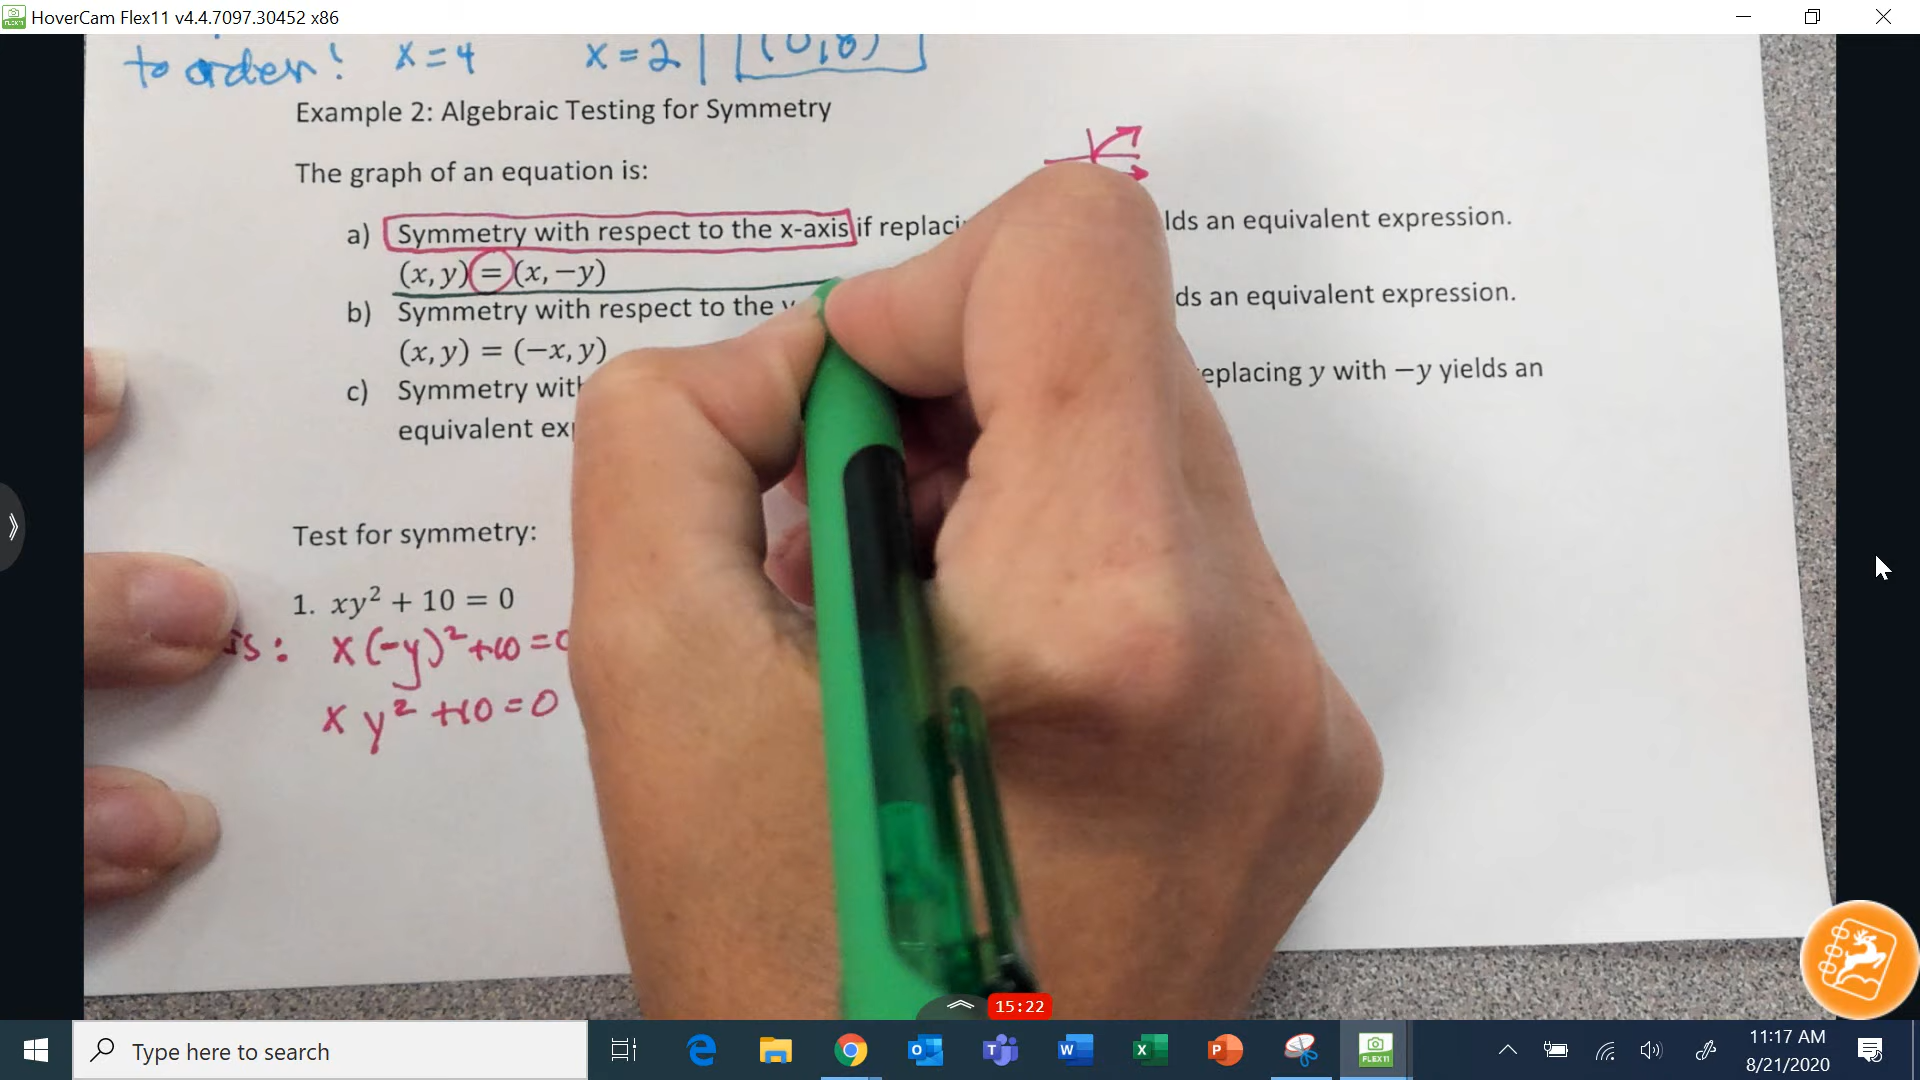 HoverCam Flex11 v4.4.7097.30452 x86
to order! x=4 x=2 (0,8)
Example 2: Algebraic Testing for Symmetry
The graph of an equation is:
a) Symmetry with respect to the x-axis if replaci lds an equivalent expression.
(x, y) = (x, −y)
b) Symmetry with respect to the ds an equivalent expression.
(x, y) = (−x, y)
c) Symmetry with eplacing y with −y yields an
equivalent exp
Test for symmetry:
1. xy² + 10 = 0
is: x(-y)²+10=0
x y²+10=0
15:22
Type here to search
11:17 AM
8/21/2020